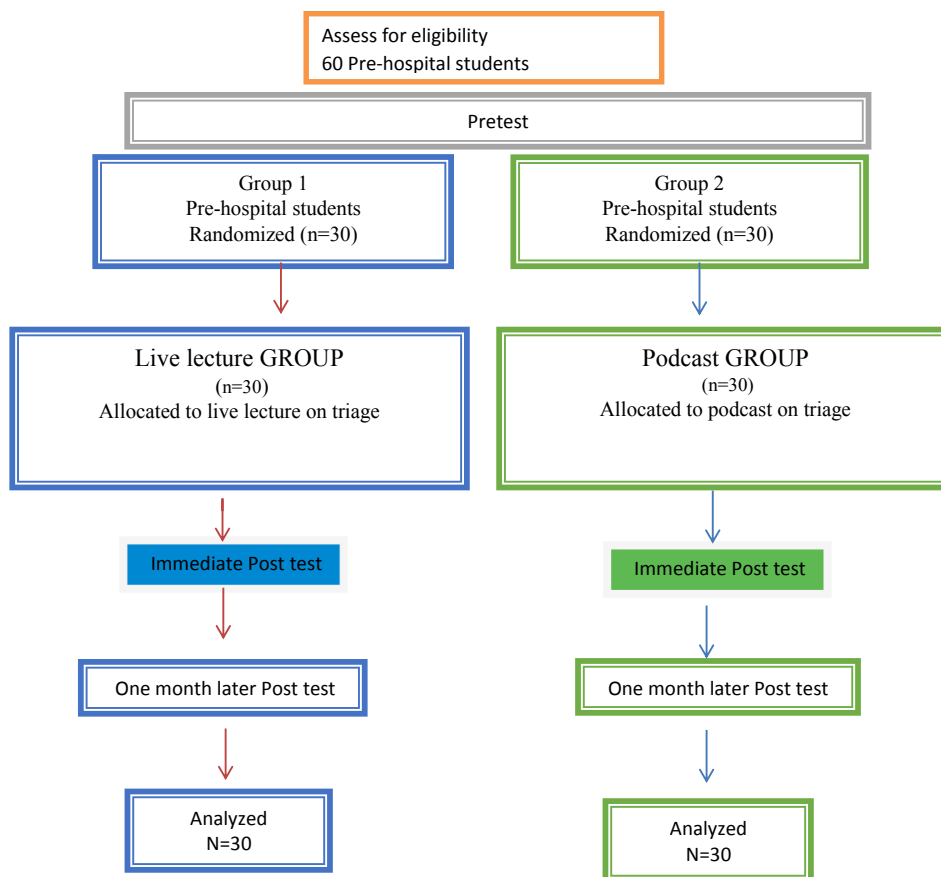 Assess for eligibility
60 Pre-hospital students
Pretest
Group 1
Pre-hospital students
Randomized (n=30)
Group 2
Pre-hospital students
Randomized (n=30)
Live lecture GROUP
(n=30)
Allocated to live lecture on triage
Podcast GROUP
(n=30)
Allocated to podcast on triage
Immediate Post test
Immediate Post test
One month later Post test
One month later Post test
Analyzed
N=30
Analyzed
N=30